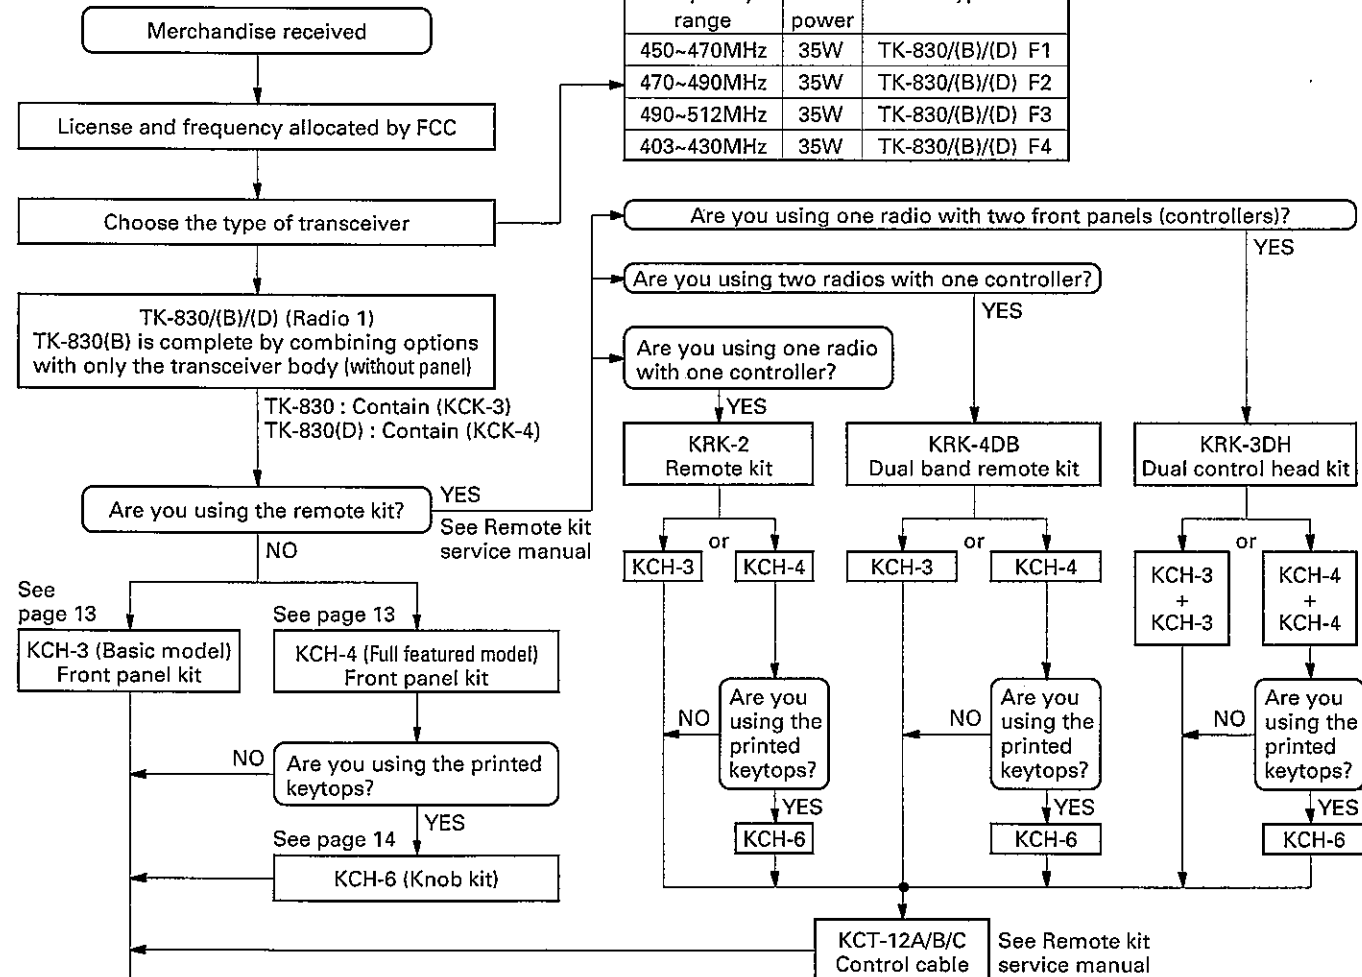 Merchandise received
License and frequency allocated by FCC
Choose the type of transceiver
range
power
450~470MHz 35W TK-830/(B)/(D) F1
470~490MHz 35W TK-830/(B)/(D) F2
490~512MHz 35W TK-830/(B)/(D) F3
403~430MHz 35W TK-830/(B)/(D) F4
TK-830/(B)/(D) (Radio 1)
TK-830(B) is complete by combining options
with only the transceiver body (without panel)
TK-830 : Contain (KCK-3)
TK-830(D) : Contain (KCK-4)
Are you using the remote kit?
YES
See Remote kit
service manual
NO
Are you using one radio with two front panels (controllers)?
YES
Are you using two radios with one controller?
YES
Are you using one radio
with one controller?
YES
KRK-2
Remote kit
KRK-4DB
Dual band remote kit
KRK-3DH
Dual control head kit
or
KCH-3
KCH-4
or
KCH-3
KCH-4
or
KCH-3
+
KCH-3
KCH-4
+
KCH-4
See
page 13
KCH-3 (Basic model)
Front panel kit
See page 13
KCH-4 (Full featured model)
Front panel kit
NO
Are you using the printed
keytops?
YES
See page 14
KCH-6 (Knob kit)
NO
Are you
using the
printed
keytops?
YES
KCH-6
NO
Are you
using the
printed
keytops?
YES
KCH-6
NO
Are you
using the
printed
keytops?
YES
KCH-6
KCT-12A/B/C
Control cable
See Remote kit
service manual